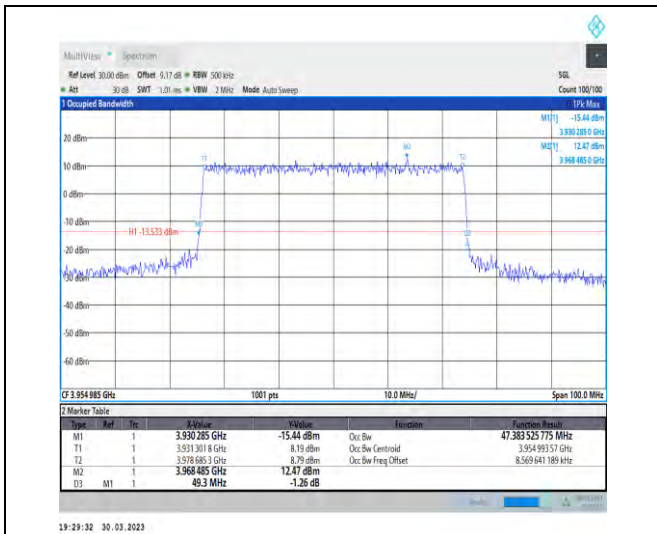 MultiView Spectrum
Ref Level 30.00 dBm Offset 9.17 dB RBW 500 kHz SGL
Att 30 dB SWT 1.01 ms VBW 2 MHz Mode Auto Sweep Count 100/100
1 Occupied Bandwidth 1Pk Max
M1[1] -15.44 dBm
3.930 285 0 GHz
20 dBm M2[1] 12.47 dBm
3.968 485 0 GHz
M2
T1 T2
10 dBm
0 dBm
-10 dBm
M1
H1 -13.533 dBm
-20 dBm
-30 dBm
-40 dBm
-50 dBm
-60 dBm
CF 3.954 985 GHz 1001 pts 10.0 MHz/ Span 100.0 MHz
2 Marker Table
Type Ref Trc X-Value Y-Value Function Function Result
M1 1 3.930 285 GHz -15.44 dBm Occ Bw 47.383 525 775 MHz
T1 1 3.931 301 8 GHz 8.19 dBm Occ Bw Centroid 3.954 993 57 GHz
T2 1 3.978 685 3 GHz 8.79 dBm Occ Bw Freq Offset 8.569 641 189 kHz
M2 1 3.968 485 GHz 12.47 dBm
D3 M1 1 49.3 MHz -1.26 dB
19:29:32 30.03.2023